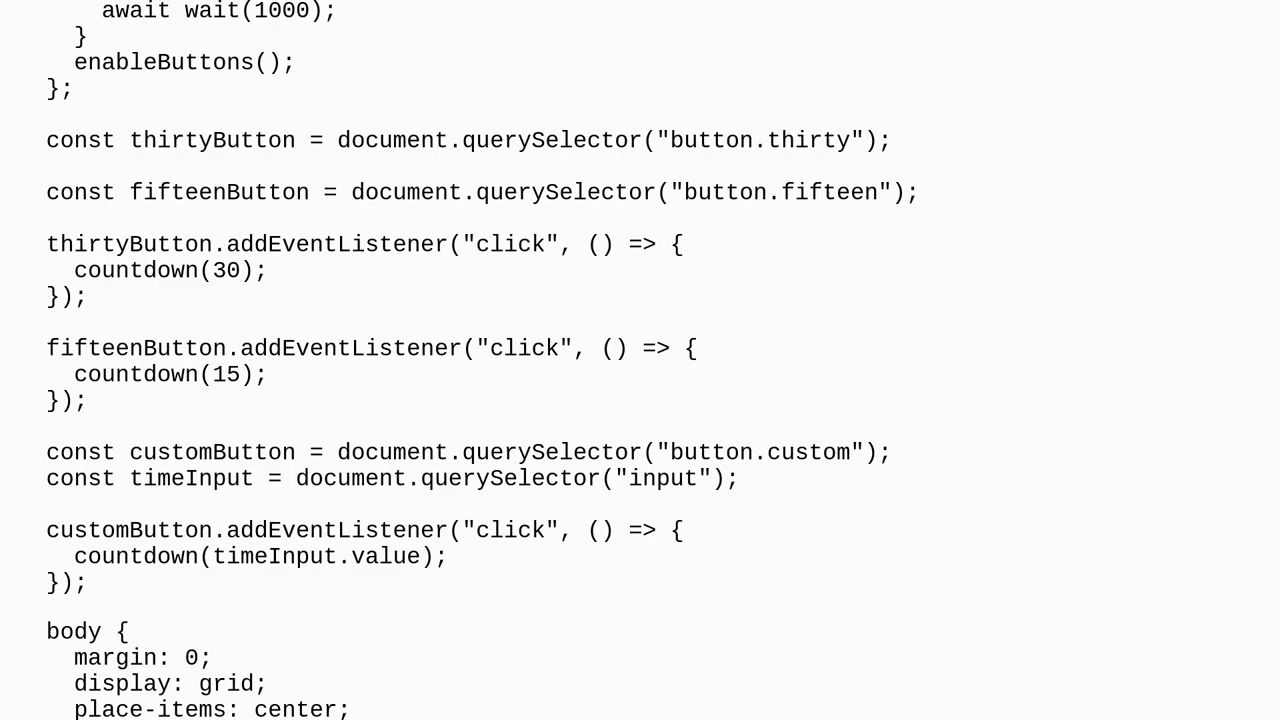 await wait(1000);
  }
  enableButtons();
};

const thirtyButton = document.querySelector("button.thirty");

const fifteenButton = document.querySelector("button.fifteen");

thirtyButton.addEventListener("click", () => {
  countdown(30);
});

fifteenButton.addEventListener("click", () => {
  countdown(15);
});

const customButton = document.querySelector("button.custom");
const timeInput = document.querySelector("input");

customButton.addEventListener("click", () => {
  countdown(timeInput.value);
});

body {
  margin: 0;
  display: grid;
  place-items: center;